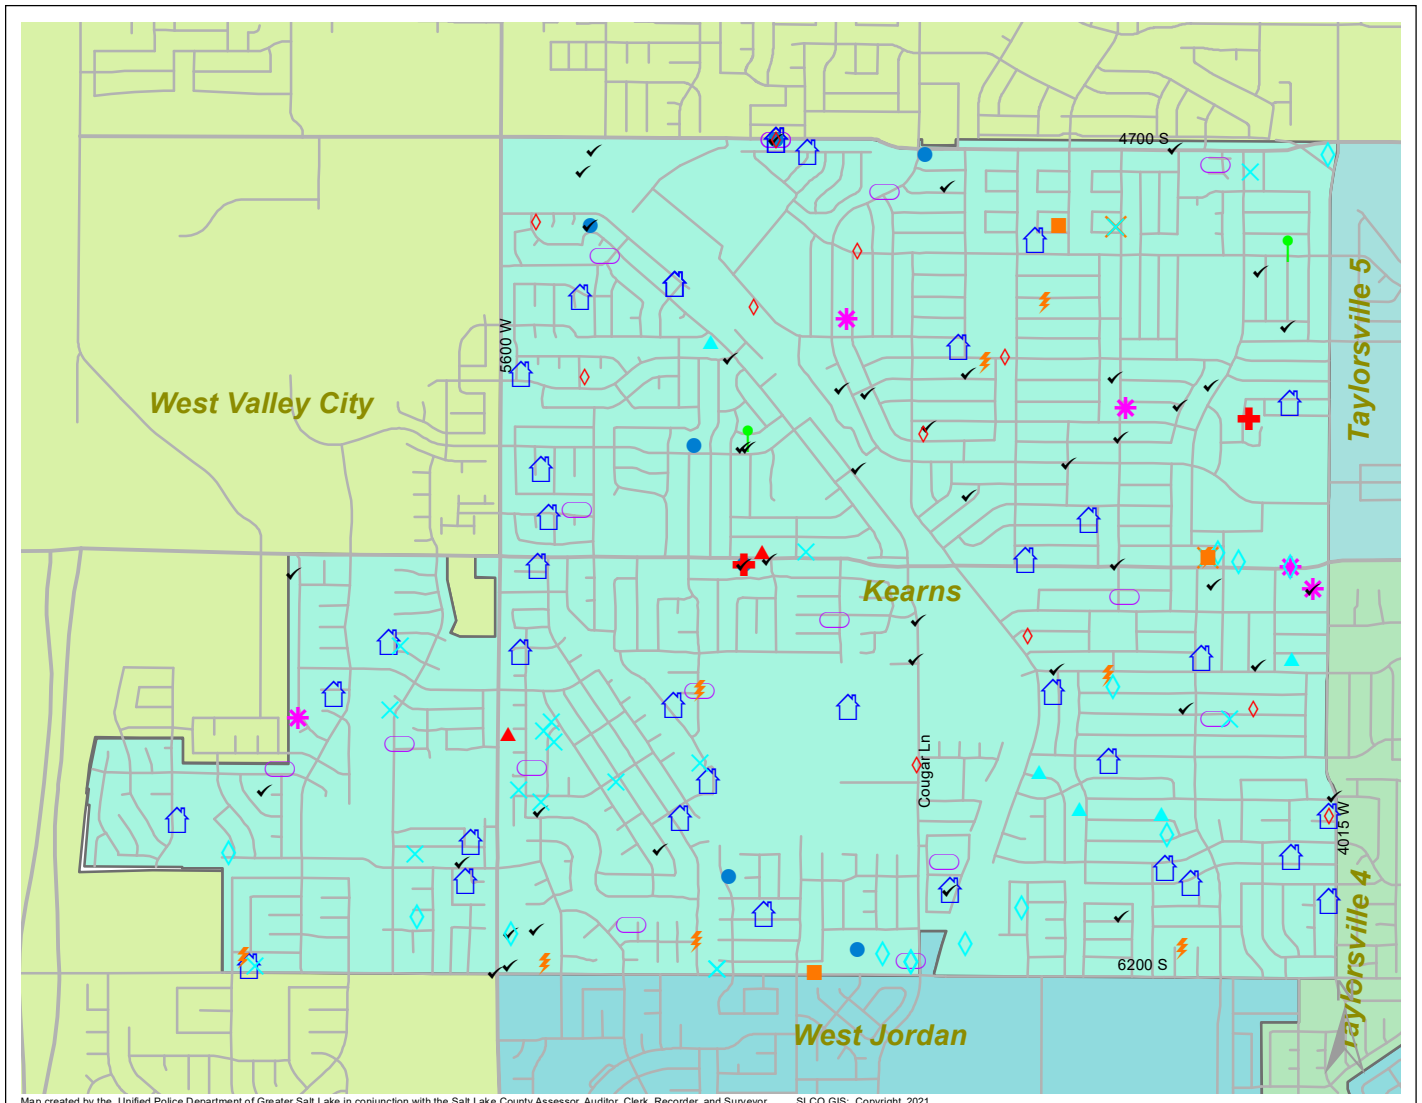 4700 S
Taylorsville 5
5600 W
West Valley City
Kearns
Cougar Ln
4015 W
Taylorsville 4
6200 S
West Jordan
Map created by the Unified Police Department of Greater Salt Lake in conjunction with the Salt Lake County Assessor, Auditor, Clerk, Recorder, and Surveyor SLCO GIS: Copyright, 2021